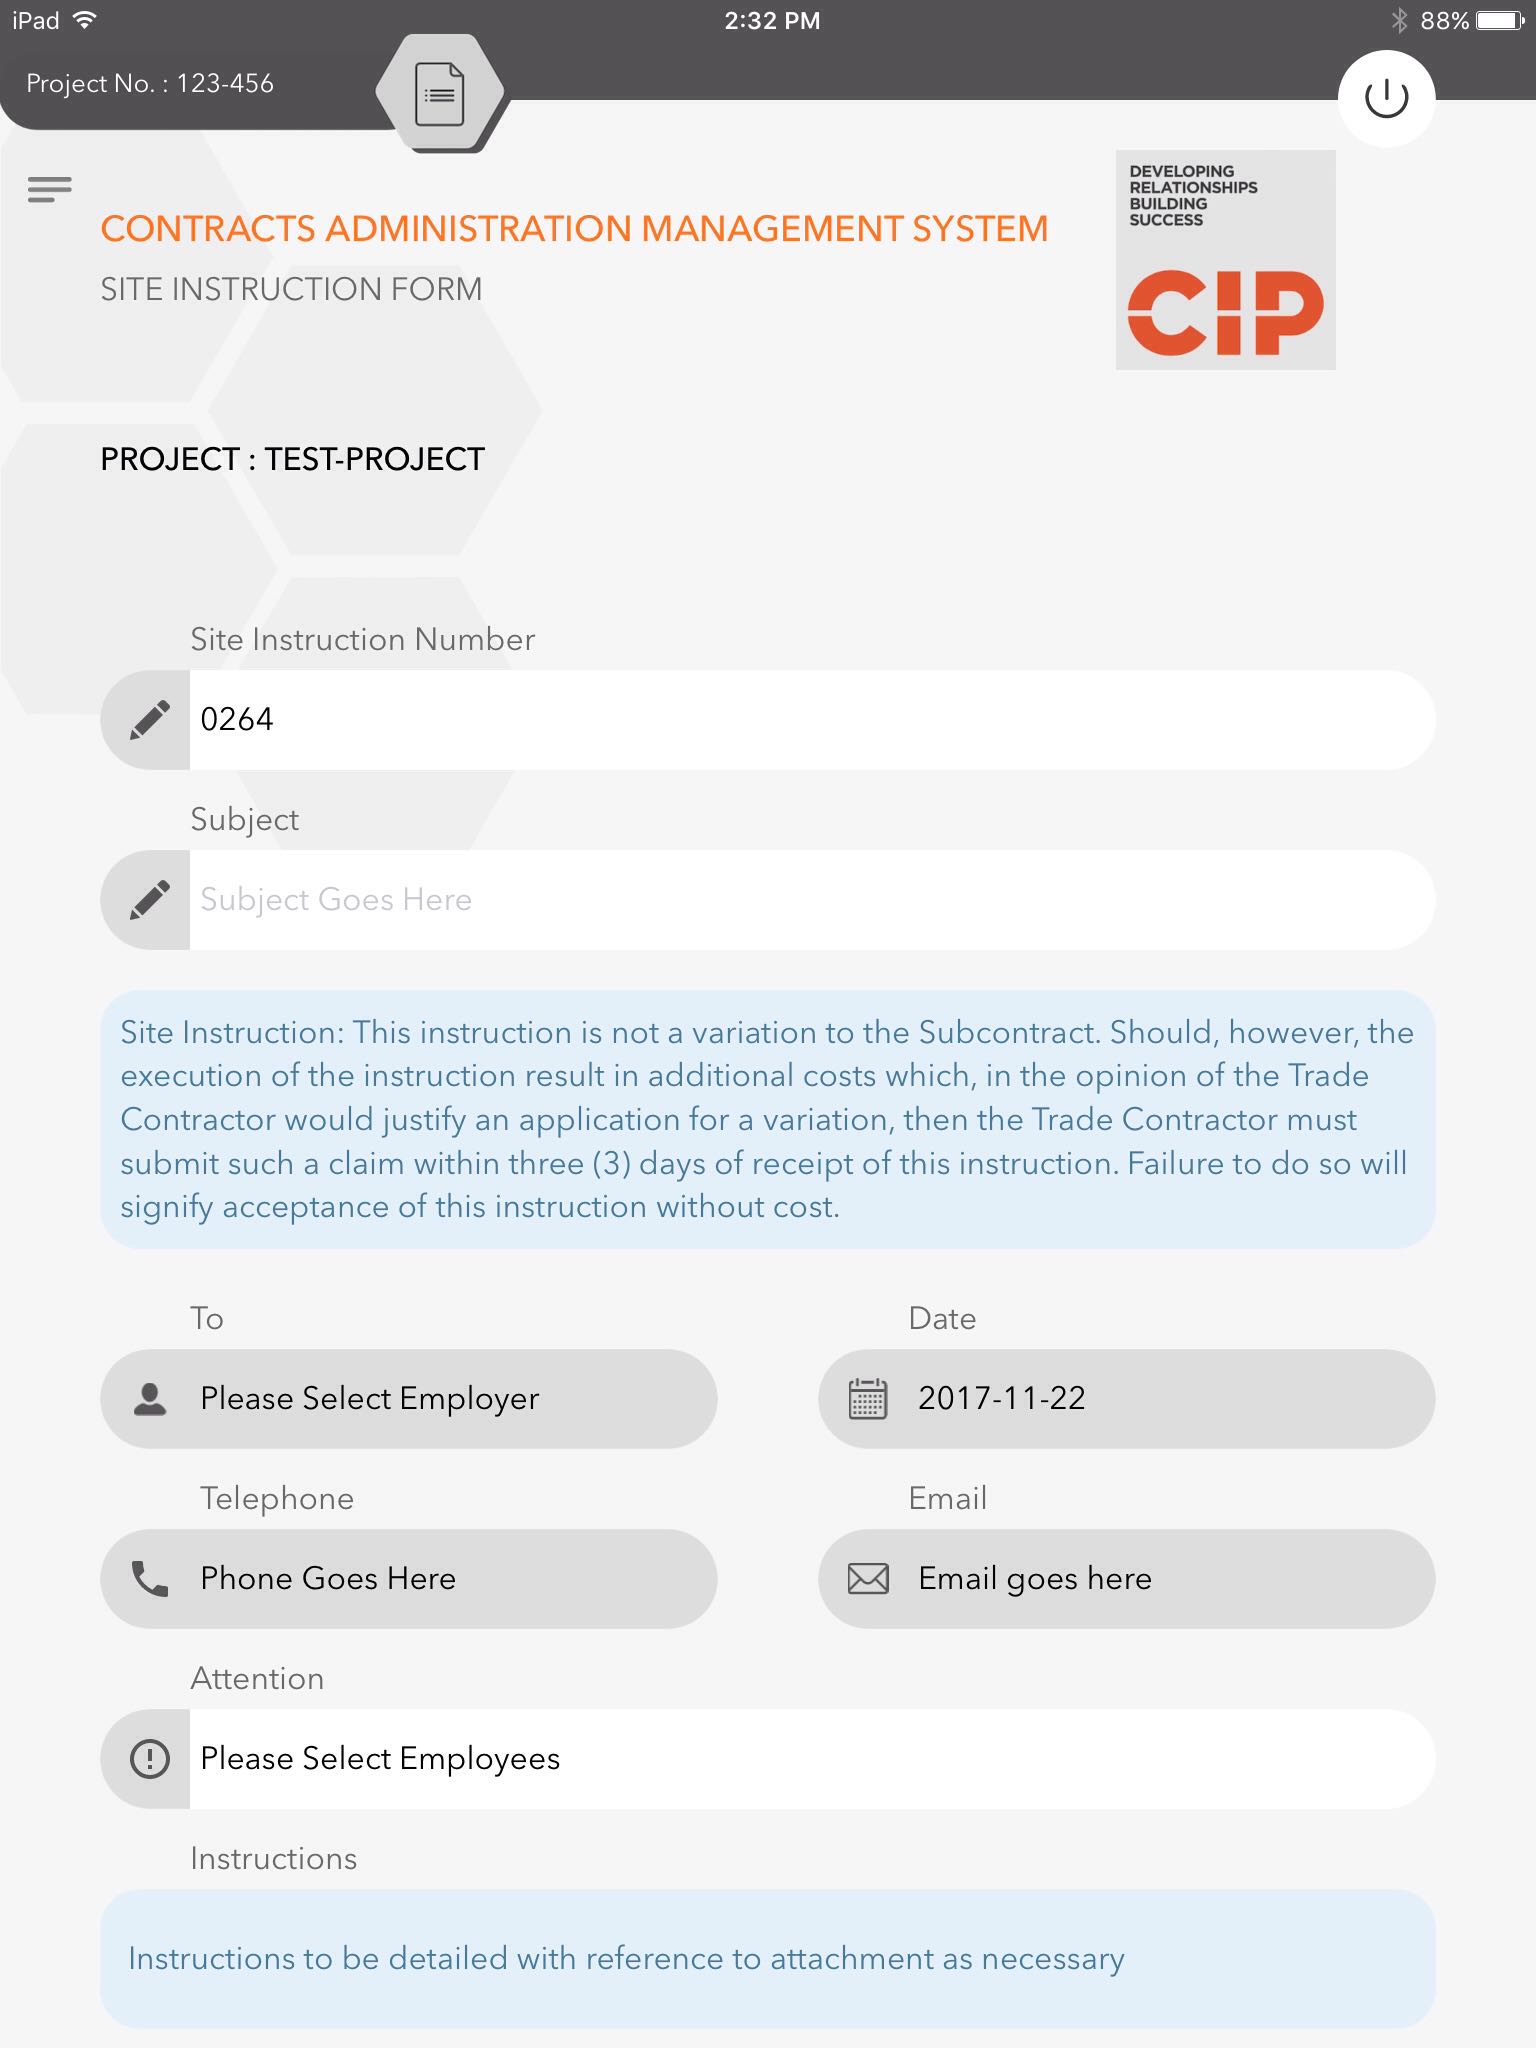 iPad
2:32 PM
88%
Project No. : 123-456
DEVELOPING
RELATIONSHIPS
BUILDING
SUCCESS
CIP
CONTRACTS ADMINISTRATION MANAGEMENT SYSTEM
SITE INSTRUCTION FORM
PROJECT : TEST-PROJECT
Site Instruction Number
0264
Subject
Subject Goes Here
Site Instruction: This instruction is not a variation to the Subcontract. Should, however, the
execution of the instruction result in additional costs which, in the opinion of the Trade
Contractor would justify an application for a variation, then the Trade Contractor must
submit such a claim within three (3) days of receipt of this instruction. Failure to do so will
signify acceptance of this instruction without cost.
To
Please Select Employer
Date
2017-11-22
Telephone
Phone Goes Here
Email
Email goes here
Attention
Please Select Employees
Instructions
Instructions to be detailed with reference to attachment as necessary